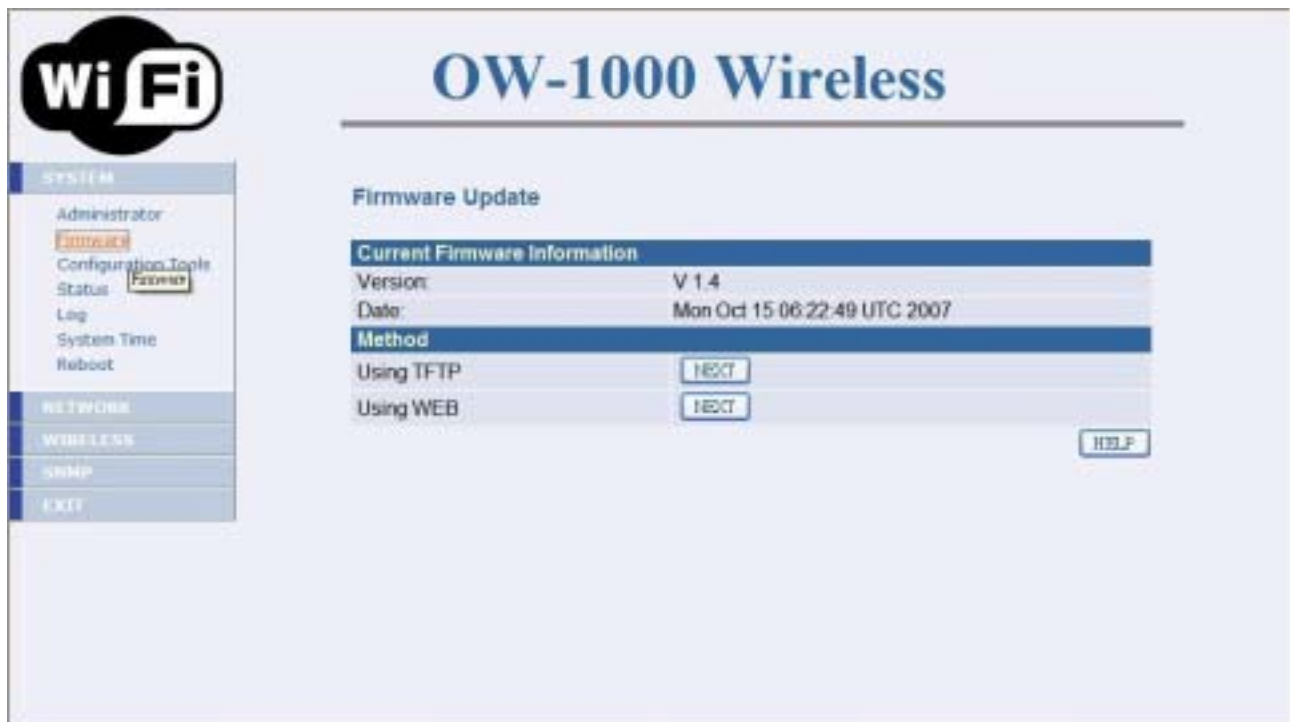 Wi Fi
OW-1000 Wireless
SYSTEM
Administrator
Firmware
Configuration Tools
Firmware
Status
Log
System Time
Reboot
NETWORK
WIRELESS
SNMP
EXIT
Firmware Update
Current Firmware Information
Version: V 1.4
Date: Mon Oct 15 06:22:49 UTC 2007
Method
Using TFTP NEXT
Using WEB NEXT
HELP